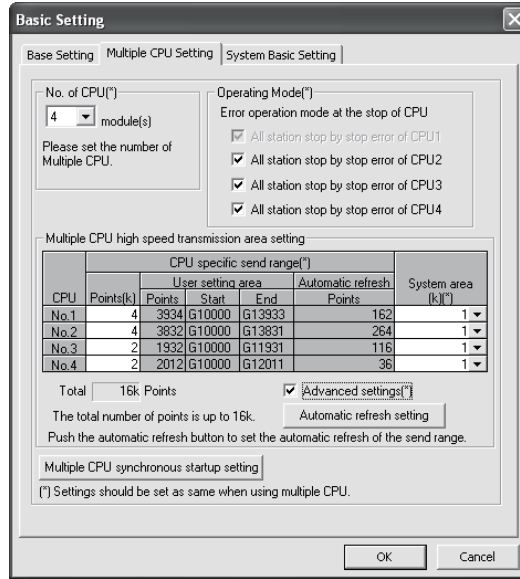 Basic Setting
Base Setting Multiple CPU Setting System Basic Setting
No. of CPU(*)
4 module(s)
Please set the number of
Multiple CPU.
Operating Mode(*)
Error operation mode at the stop of CPU
All station stop by stop error of CPU1
All station stop by stop error of CPU2
All station stop by stop error of CPU3
All station stop by stop error of CPU4
Multiple CPU high speed transmission area setting
CPU specific send range(*)
User setting area Automatic refresh System area
CPU Points(k) Points Start End Points (k)(*)
No.1 4 3934 G10000 G13933 162 1
No.2 4 3832 G10000 G13831 264 1
No.3 2 1932 G10000 G11931 116 1
No.4 2 2012 G10000 G12011 36 1
Total 16k Points Advanced settings(*)
The total number of points is up to 16k. Automatic refresh setting
Push the automatic refresh button to set the automatic refresh of the send range.
Multiple CPU synchronous startup setting
(*) Settings should be set as same when using multiple CPU.
OK Cancel